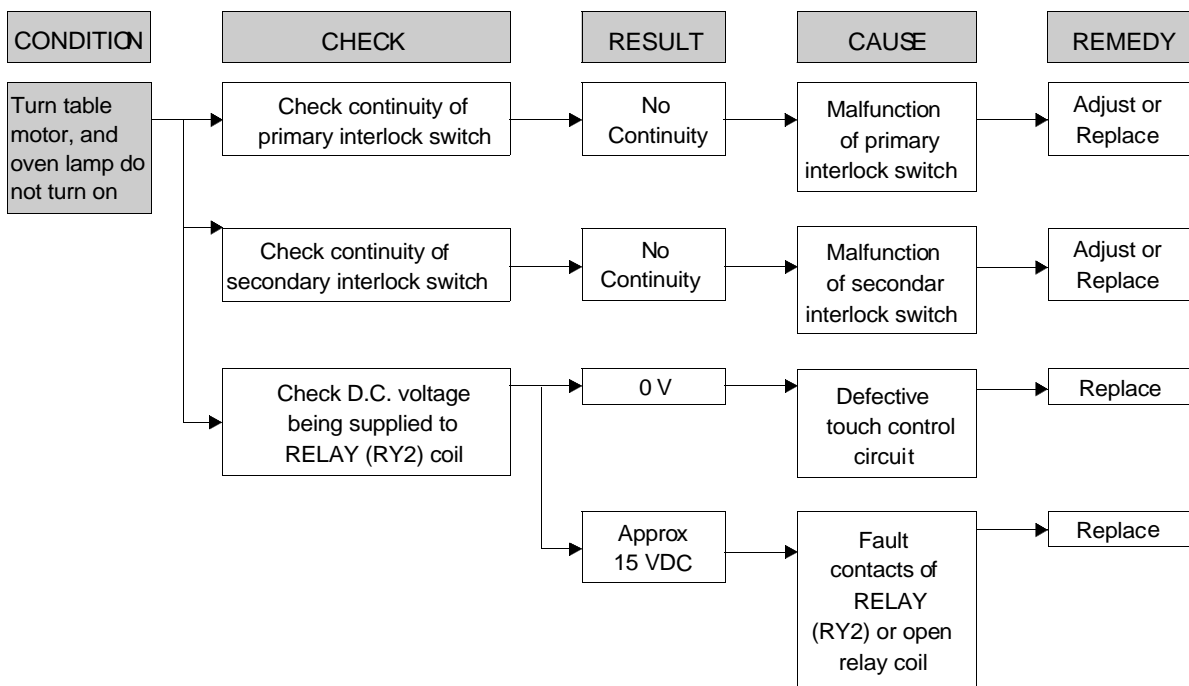 CONDITION
CHECK
RESULT
CAUSE
REMEDY
Turn table
motor, and
oven lamp do
not turn on
Check continuity of
primary interlock switch
No
Continuity
Malfunction
of primary
interlock switch
Adjust or
Replace
Check continuity of
secondary interlock switch
No
Continuity
Malfunction
of secondar
interlock switch
Adjust or
Replace
Check D.C. voltage
being supplied to
RELAY (RY2) coil
0 V
Defective
touch control
circuit
Replace
Approx
15 VDC
Fault
contacts of
RELAY
(RY2) or open
relay coil
Replace